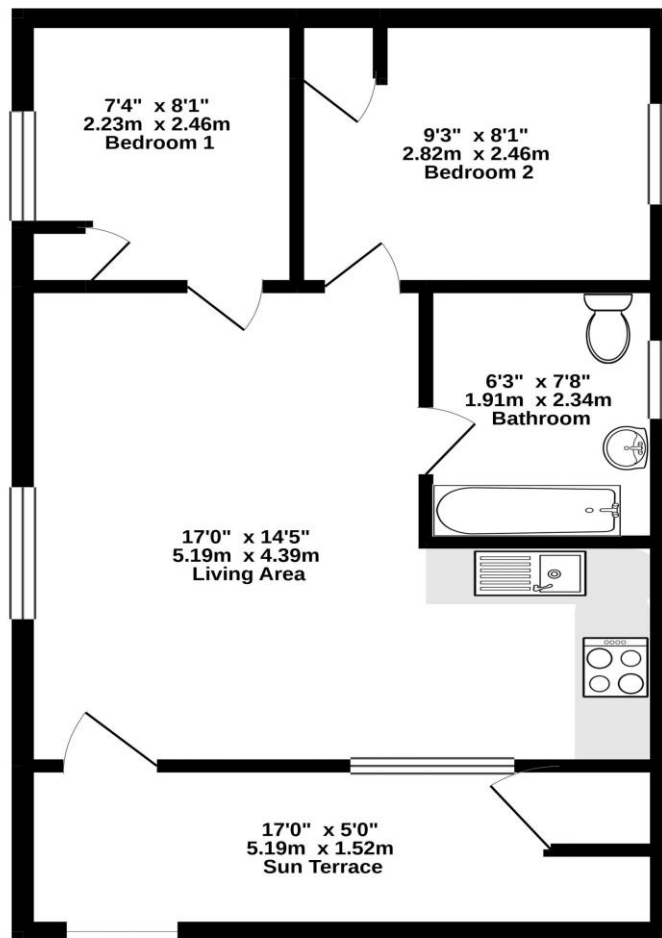 7'4" x 8'1"
2.23m x 2.46m
Bedroom 1
9'3" x 8'1"
2.82m x 2.46m
Bedroom 2
6'3" x 7'8"
1.91m x 2.34m
Bathroom
17'0" x 14'5"
5.19m x 4.39m
Living Area
17'0" x 5'0"
5.19m x 1.52m
Sun Terrace